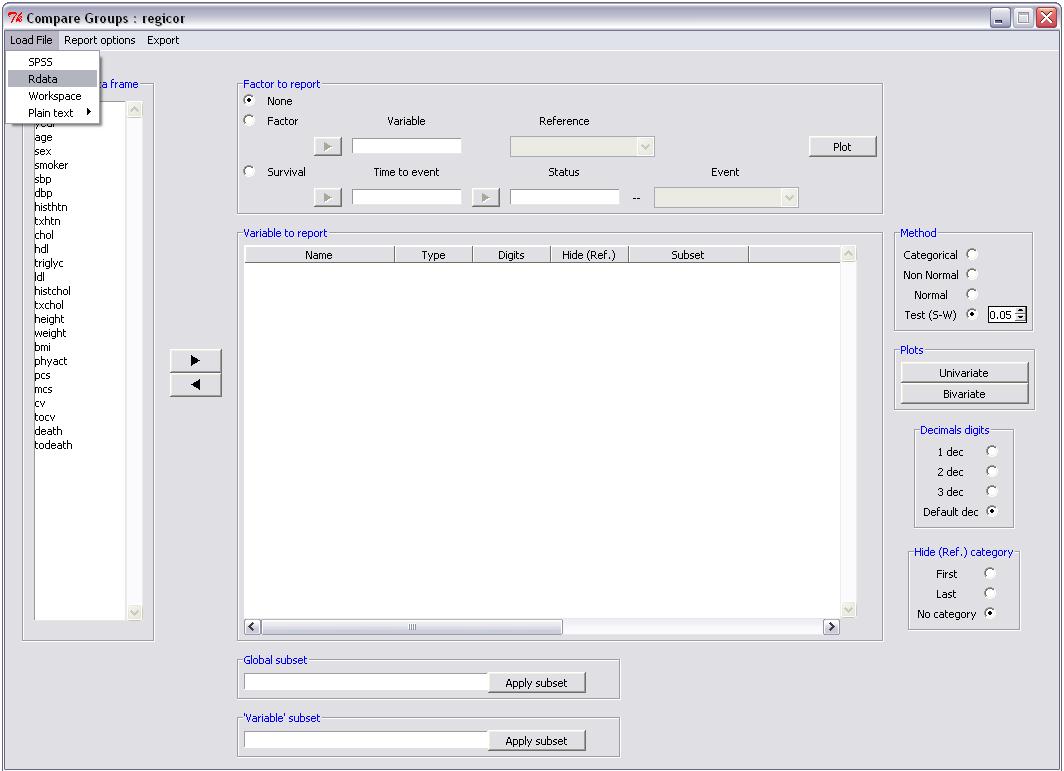 Compare Groups : regicor
Load File Report options Export
SPSS
Rdata
Workspace
Plain text
a frame
age
sex
smoker
sbp
dbp
histhtn
txhtn
chol
hdl
triglyc
ldl
histchol
txchol
height
weight
bmi
phyact
pcs
mcs
cv
tocv
death
todeath
Factor to report
None
Factor Variable Reference
Plot
Survival Time to event Status Event
--
Variable to report
Name Type Digits Hide (Ref.) Subset
Method
Categorical
Non Normal
Normal
Test (S-W) 0.05
Plots
Univariate
Bivariate
Decimals digits
1 dec
2 dec
3 dec
Default dec
Hide (Ref.) category
First
Last
No category
Global subset
Apply subset
'Variable' subset
Apply subset